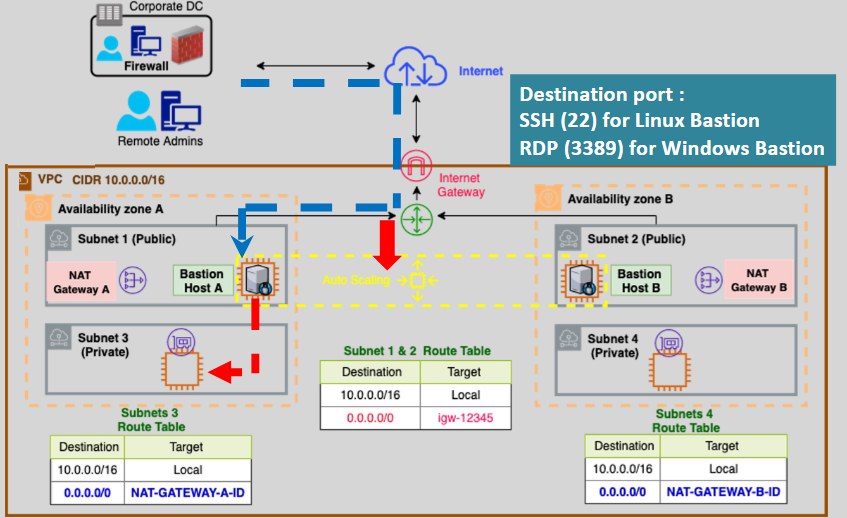 Corporate DC
Firewall
Remote Admins
Internet
Destination port :
SSH (22) for Linux Bastion
RDP (3389) for Windows Bastion
Internet
Gateway
VPC CIDR 10.0.0.0/16
Availability zone A
Availability zone B
Subnet 1 (Public)
NAT
Gateway A
Bastion
Host A
Auto Scaling
Subnet 2 (Public)
Bastion
Host B
NAT
Gateway B
Subnet 3
(Private)
Subnet 4
(Private)
Subnet 1 & 2 Route Table
Destination Target
10.0.0.0/16 Local
0.0.0.0/0 igw-12345
Subnets 3
Route Table
Destination Target
10.0.0.0/16 Local
0.0.0.0/0 NAT-GATEWAY-A-ID
Subnets 4
Route Table
Destination Target
10.0.0.0/16 Local
0.0.0.0/0 NAT-GATEWAY-B-ID